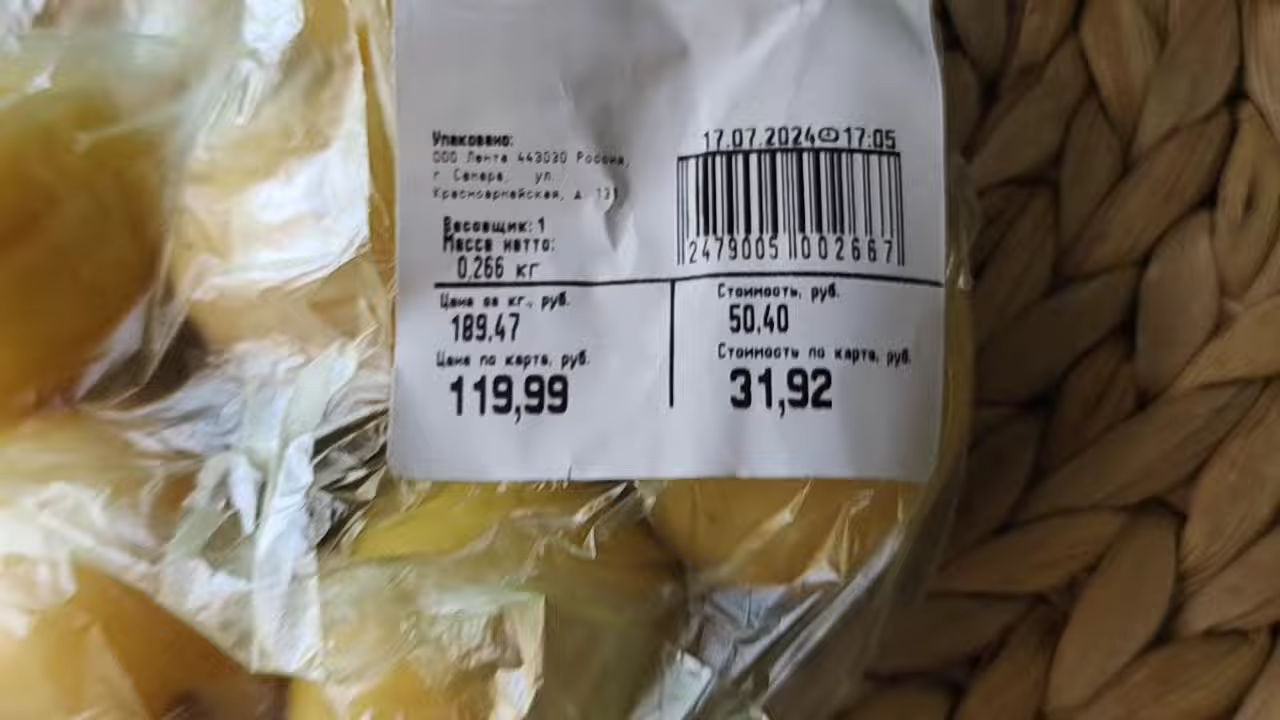 Упаковано:
ООО Лента 443030 Россия,
г Самара, ул.
Красноармейская, д. 131
17.07.2024 17:05
2479005 002667
Весовщик: 1
Масса нетто:
0,266 кг
Цена за кг., руб.
189,47
Цена по карте, руб.
119,99
Стоимость, руб.
50,40
Стоимость по карте, руб.
31,92